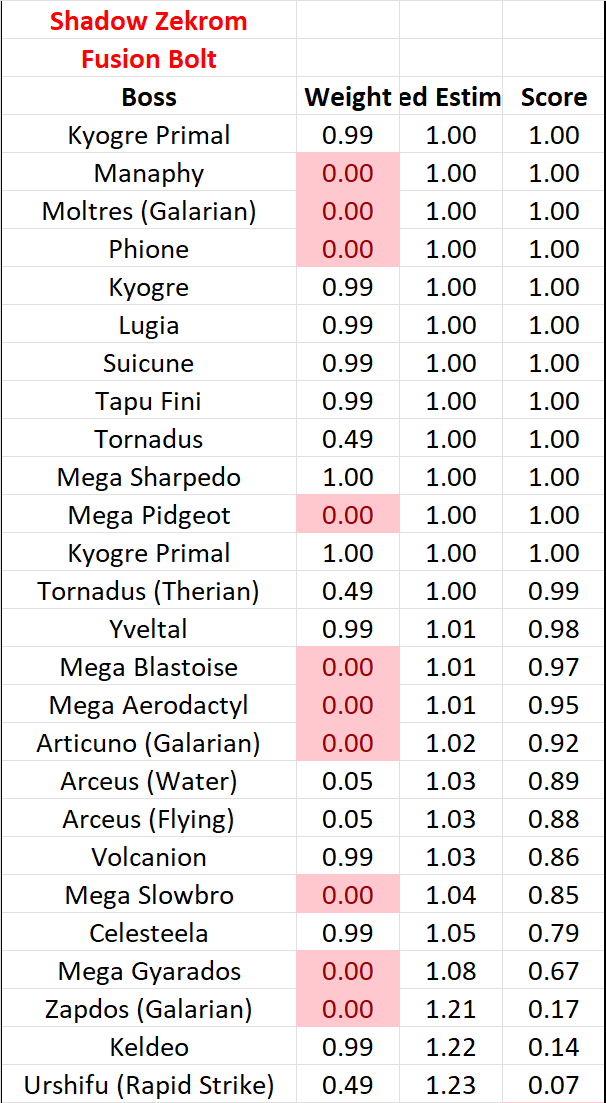 Shadow Zekrom
Fusion Bolt
Boss Weight ed Estim Score
Kyogre Primal 0.99 1.00 1.00
Manaphy 0.00 1.00 1.00
Moltres (Galarian) 0.00 1.00 1.00
Phione 0.00 1.00 1.00
Kyogre 0.99 1.00 1.00
Lugia 0.99 1.00 1.00
Suicune 0.99 1.00 1.00
Tapu Fini 0.99 1.00 1.00
Tornadus 0.49 1.00 1.00
Mega Sharpedo 1.00 1.00 1.00
Mega Pidgeot 0.00 1.00 1.00
Kyogre Primal 1.00 1.00 1.00
Tornadus (Therian) 0.49 1.00 0.99
Yveltal 0.99 1.01 0.98
Mega Blastoise 0.00 1.01 0.97
Mega Aerodactyl 0.00 1.01 0.95
Articuno (Galarian) 0.00 1.02 0.92
Arceus (Water) 0.05 1.03 0.89
Arceus (Flying) 0.05 1.03 0.88
Volcanion 0.99 1.03 0.86
Mega Slowbro 0.00 1.04 0.85
Celesteela 0.99 1.05 0.79
Mega Gyarados 0.00 1.08 0.67
Zapdos (Galarian) 0.00 1.21 0.17
Keldeo 0.99 1.22 0.14
Urshifu (Rapid Strike) 0.49 1.23 0.07